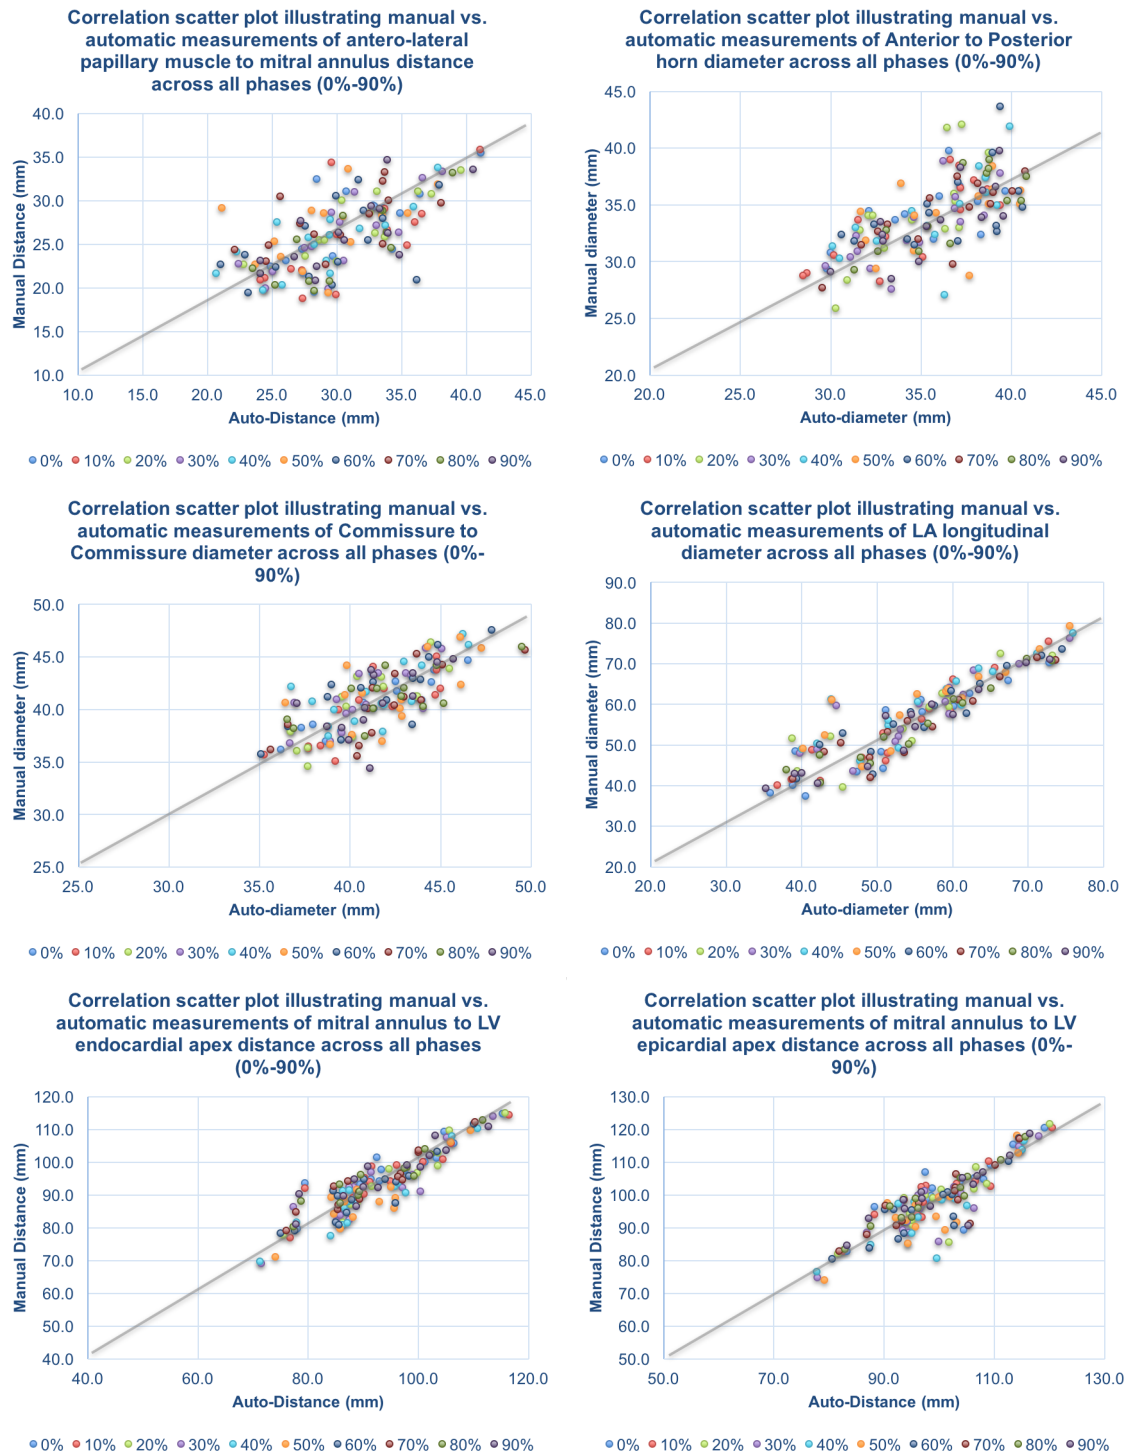 Correlation scatter plot illustrating manual vs.
automatic measurements of antero-lateral
papillary muscle to mitral annulus distance
across all phases (0%-90%)
Manual Distance (mm)
40.0
35.0
30.0
25.0
20.0
15.0
10.0
10.0 15.0 20.0 25.0 30.0 35.0 40.0 45.0
Auto-Distance (mm)
0% 10% 20% 30% 40% 50% 60% 70% 80% 90%
Correlation scatter plot illustrating manual vs.
automatic measurements of Anterior to Posterior
horn diameter across all phases (0%-90%)
Manual diameter (mm)
45.0
40.0
35.0
30.0
25.0
20.0
20.0 25.0 30.0 35.0 40.0 45.0
Auto-diameter (mm)
0% 10% 20% 30% 40% 50% 60% 70% 80% 90%
Correlation scatter plot illustrating manual vs.
automatic measurements of Commissure to
Commissure diameter across all phases (0%-
90%)
Manual diameter (mm)
50.0
45.0
40.0
35.0
30.0
25.0
25.0 30.0 35.0 40.0 45.0 50.0
Auto-diameter (mm)
0% 10% 20% 30% 40% 50% 60% 70% 80% 90%
Correlation scatter plot illustrating manual vs.
automatic measurements of LA longitudinal
diameter across all phases (0%-90%)
Manual diameter (mm)
90.0
80.0
70.0
60.0
50.0
40.0
30.0
20.0
20.0 30.0 40.0 50.0 60.0 70.0 80.0
Auto-diameter (mm)
0% 10% 20% 30% 40% 50% 60% 70% 80% 90%
Correlation scatter plot illustrating manual vs.
automatic measurements of mitral annulus to LV
endocardial apex distance across all phases
(0%-90%)
Manual Distance (mm)
120.0
110.0
100.0
90.0
80.0
70.0
60.0
50.0
40.0
40.0 60.0 80.0 100.0 120.0
Auto-Distance (mm)
0% 10% 20% 30% 40% 50% 60% 70% 80% 90%
Correlation scatter plot illustrating manual vs.
automatic measurements of mitral annulus to LV
epicardial apex distance across all phases (0%-
90%)
Manual Distance (mm)
130.0
120.0
110.0
100.0
90.0
80.0
70.0
60.0
50.0
50.0 70.0 90.0 110.0 130.0
Auto-Distance (mm)
0% 10% 20% 30% 40% 50% 60% 70% 80% 90%